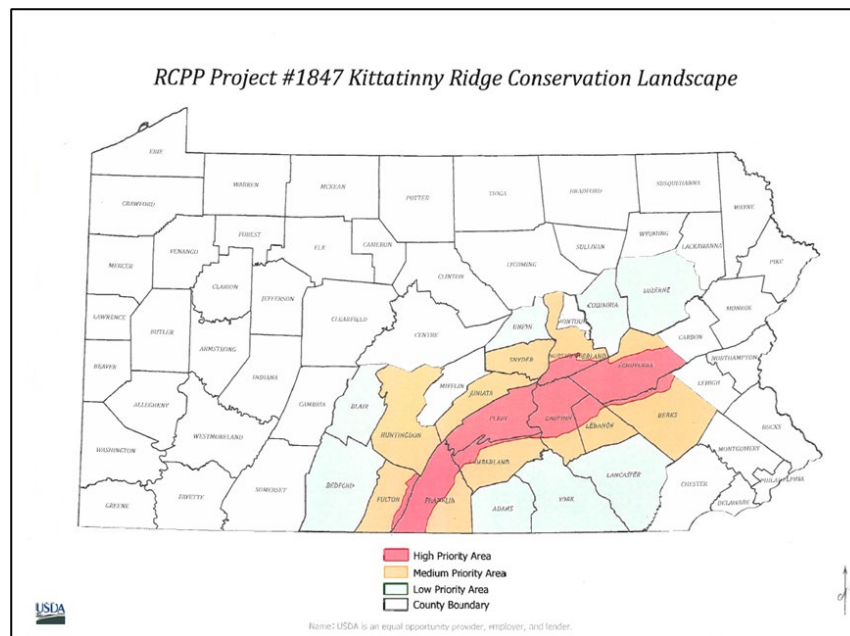 RCPP Project #1847 Kittatinny Ridge Conservation Landscape
ERIE
CRAWFORD
WARREN
MCKEAN
POTTER
TIOGA
BRADFORD
SUSQUEHANNA
WAYNE
WYOMING
LACKAWANNA
PIKE
MERCER
VENANGO
FOREST
ELK
CAMERON
CLINTON
LYCOMING
SULLIVAN
LUZERNE
MONROE
CLARION
JEFFERSON
CLEARFIELD
CENTRE
UNION
MONTOUR
COLUMBIA
CARBON
LAWRENCE
BUTLER
ARMSTRONG
INDIANA
SNYDER
NORTHUMBERLAND
SCHUYLKILL
NORTHAMPTON
LEHIGH
BEAVER
ALLEGHENY
CAMBRIA
BLAIR
HUNTINGDON
MIFFLIN
JUNIATA
PERRY
DAUPHIN
LEBANON
BERKS
BUCKS
WASHINGTON
WESTMORELAND
CUMBERLAND
LANCASTER
MONTGOMERY
PHILADELPHIA
GREENE
FAYETTE
SOMERSET
BEDFORD
FULTON
FRANKLIN
ADAMS
YORK
CHESTER
DELAWARE
High Priority Area
Medium Priority Area
Low Priority Area
County Boundary
USDA
Name: USDA is an equal opportunity provider, employer, and lender.